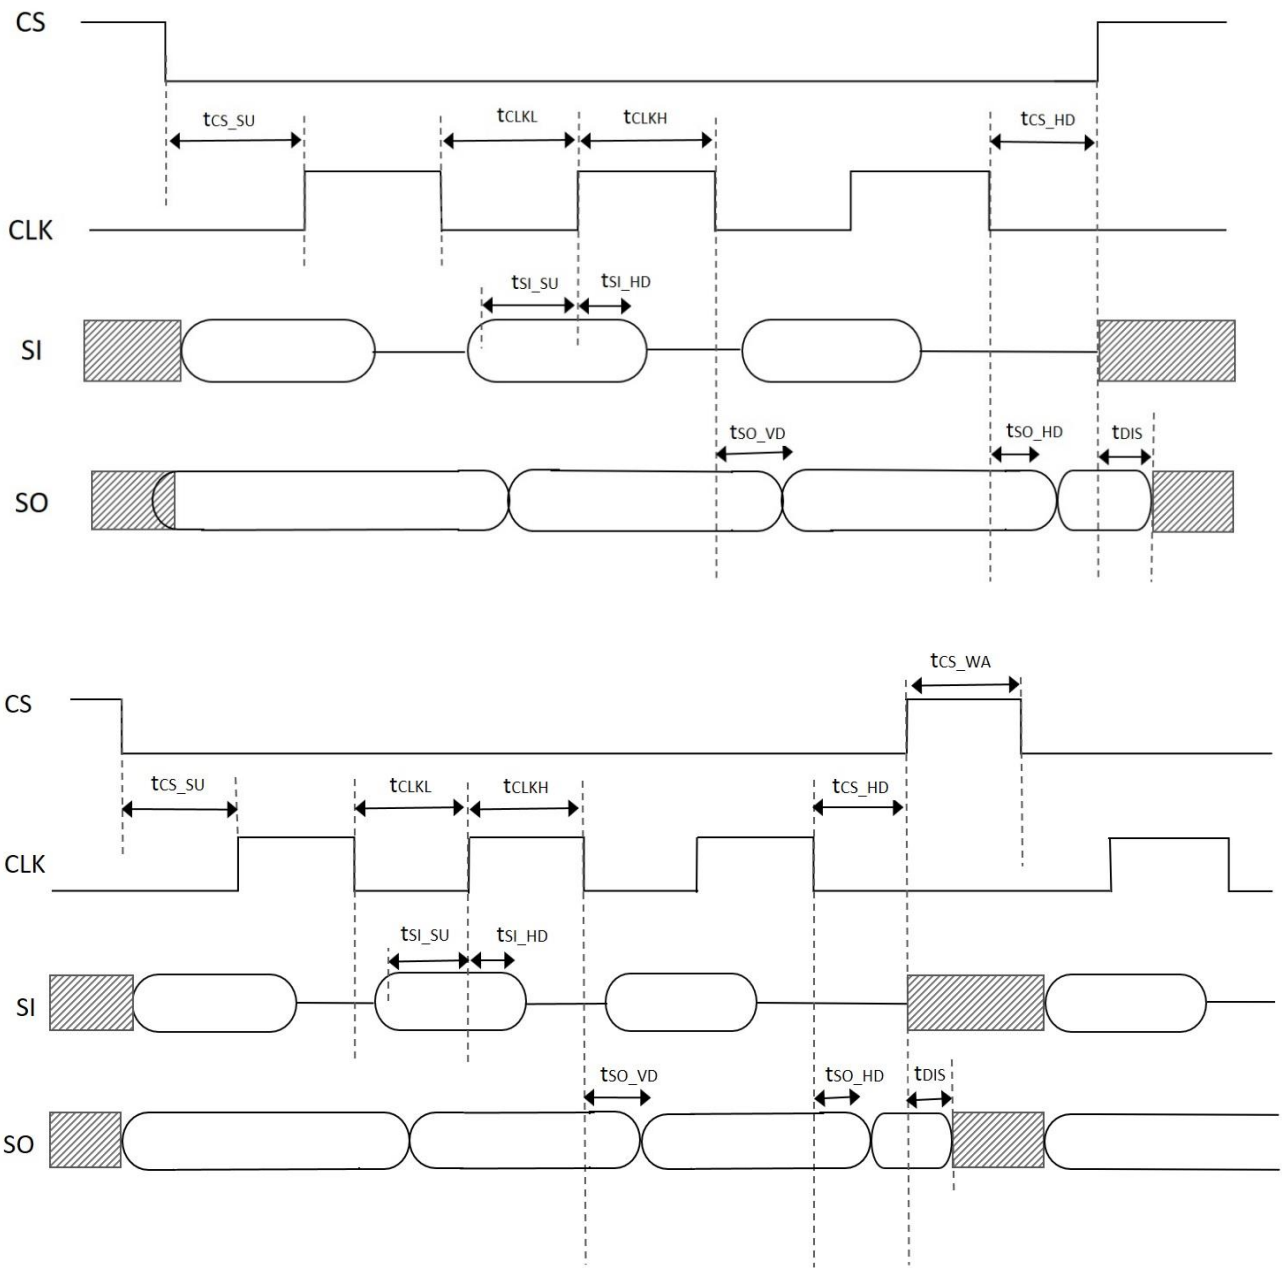 CS
tCS_SU tCLKL tCLKH tCS_HD
CLK
tSI_SU tSI_HD
SI
tSO_VD tSO_HD tDIS
SO
tCS_WA
CS
tCS_SU tCLKL tCLKH tCS_HD
CLK
tSI_SU tSI_HD
SI
tSO_VD tSO_HD tDIS
SO